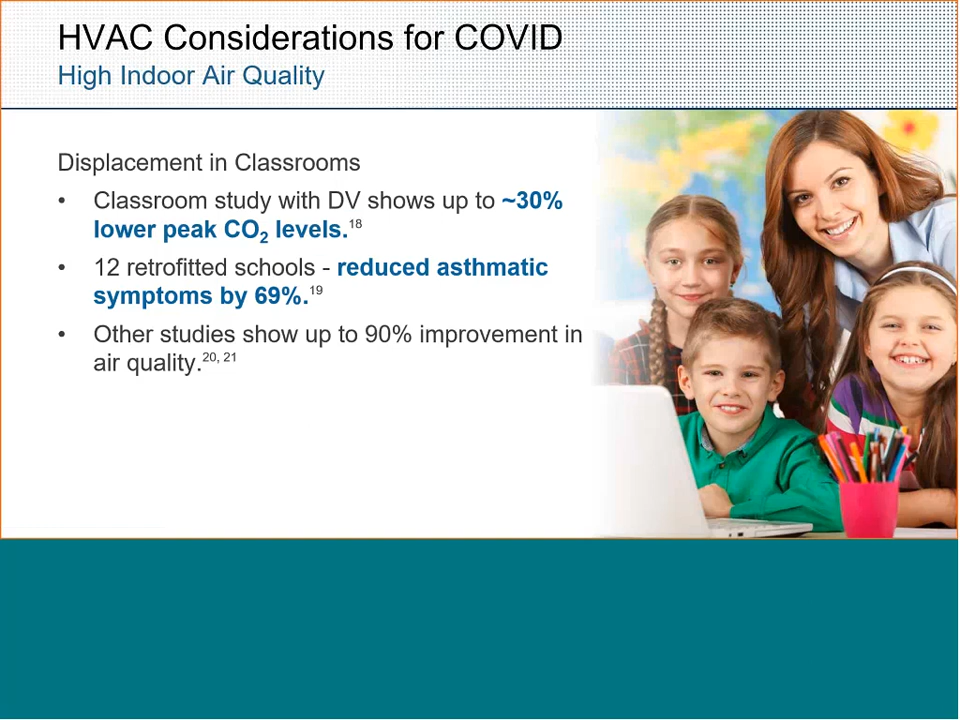 HVAC Considerations for COVID
High Indoor Air Quality
Displacement in Classrooms
• Classroom study with DV shows up to ~30%
lower peak CO₂ levels.¹⁸
• 12 retrofitted schools - reduced asthmatic
symptoms by 69%.¹⁹
• Other studies show up to 90% improvement in
air quality.²⁰, ²¹